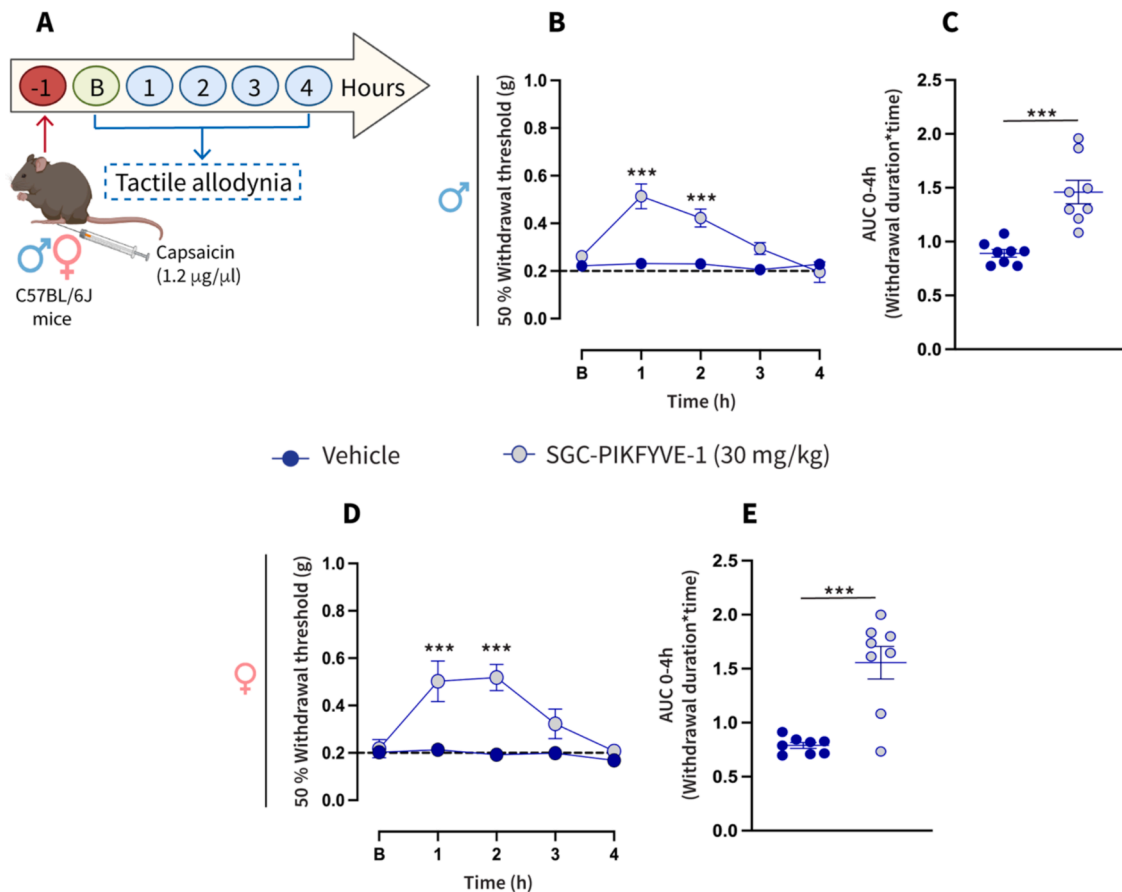 A
-1 B 1 2 3 4 Hours
Tactile allodynia
Capsaicin
(1.2 µg/µl)
♂♀
C57BL/6J
mice
B
♂
50 % Withdrawal threshold (g)
1.0
0.8
0.6
0.4
0.2
0.0
*** ***
B 1 2 3 4
Time (h)
C
AUC 0-4h
(Withdrawal duration*time)
2.5
2.0
1.5
1.0
0.5
0.0
***
Vehicle SGC-PIKFYVE-1 (30 mg/kg)
D
♀
50 % Withdrawal threshold (g)
1.0
0.8
0.6
0.4
0.2
0.0
*** ***
B 1 2 3 4
Time (h)
E
AUC 0-4h
(Withdrawal duration*time)
2.5
2.0
1.5
1.0
0.5
0.0
***